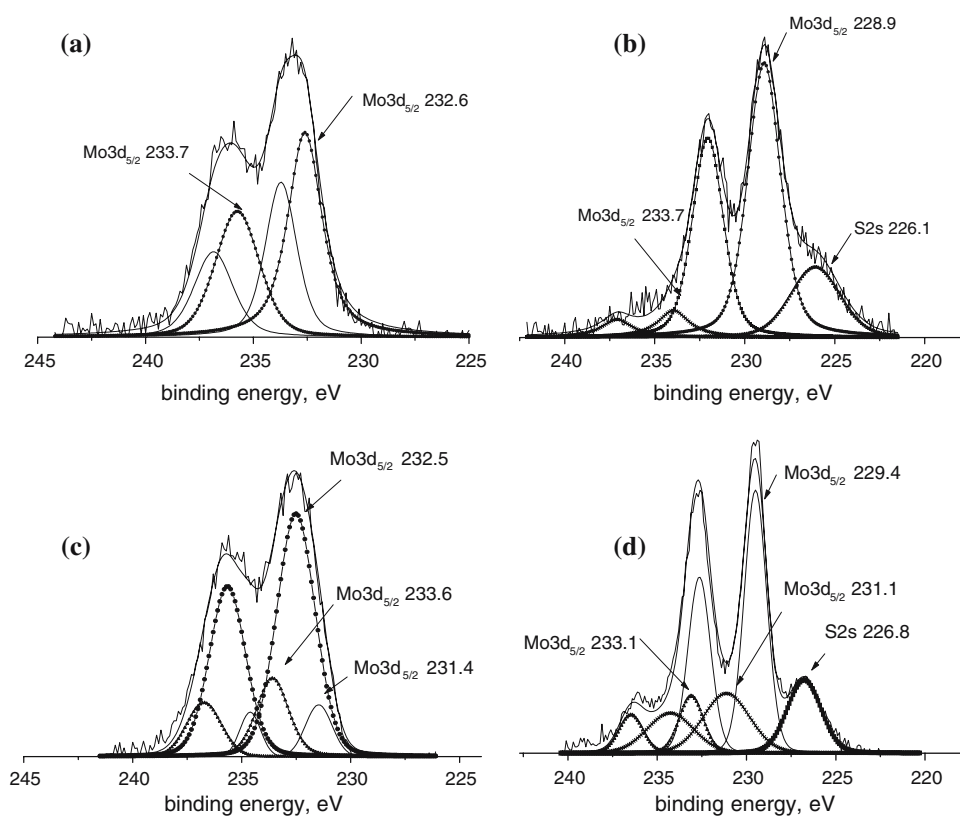 (a)
Mo3d5/2 232.6
Mo3d5/2 233.7
245 240 235 230 225
binding energy, eV
(b)
Mo3d5/2 228.9
Mo3d5/2 233.7
S2s 226.1
240 235 230 225 220
binding energy, eV
(c)
Mo3d5/2 232.5
Mo3d5/2 233.6
Mo3d5/2 231.4
245 240 235 230 225
binding energy, eV
(d)
Mo3d5/2 229.4
Mo3d5/2 231.1
Mo3d5/2 233.1
S2s 226.8
240 235 230 225 220
binding energy, eV